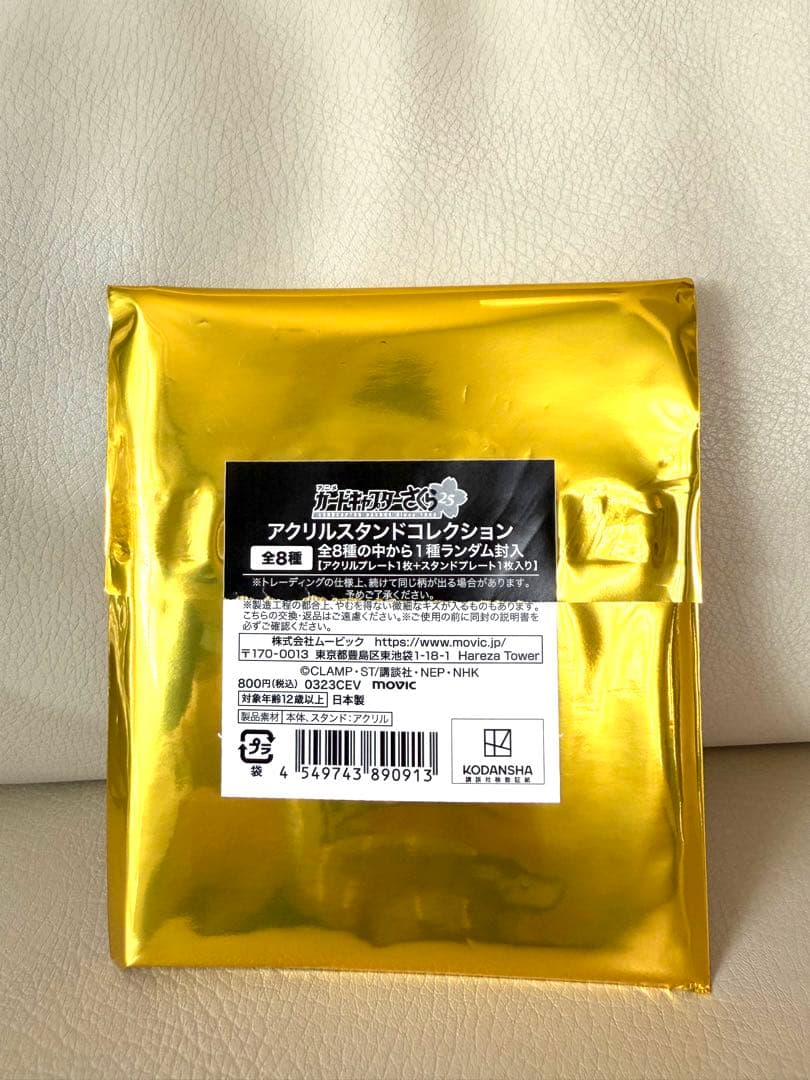 アニメ
カードキャプターさくら 25
アクリルスタンドコレクション
全8種
全8種の中から1種ランダム封入
【アクリルプレート1枚+スタンドプレート1枚入り】
※トレーディングの仕様上、続けて同じ柄が出る場合があります。
予めご了承ください。
※製造工程の都合上、やむを得ない微細なキズが入るものもあります。
こちらの交換・返品はご遠慮ください。※ご使用の前に同封の説明書を
必ずご確認ください。
株式会社ムービック https://www.movic.jp/
〒170-0013 東京都豊島区東池袋1-18-1 Hareza Tower
©CLAMP・ST/講談社・NEP・NHK
800円(税込) 0323CEV movic
対象年齢12歳以上 日本製
製品素材 本体、スタンド:アクリル
プラ
袋
4 549743 890913
KODANSHA
講談社検査証紙